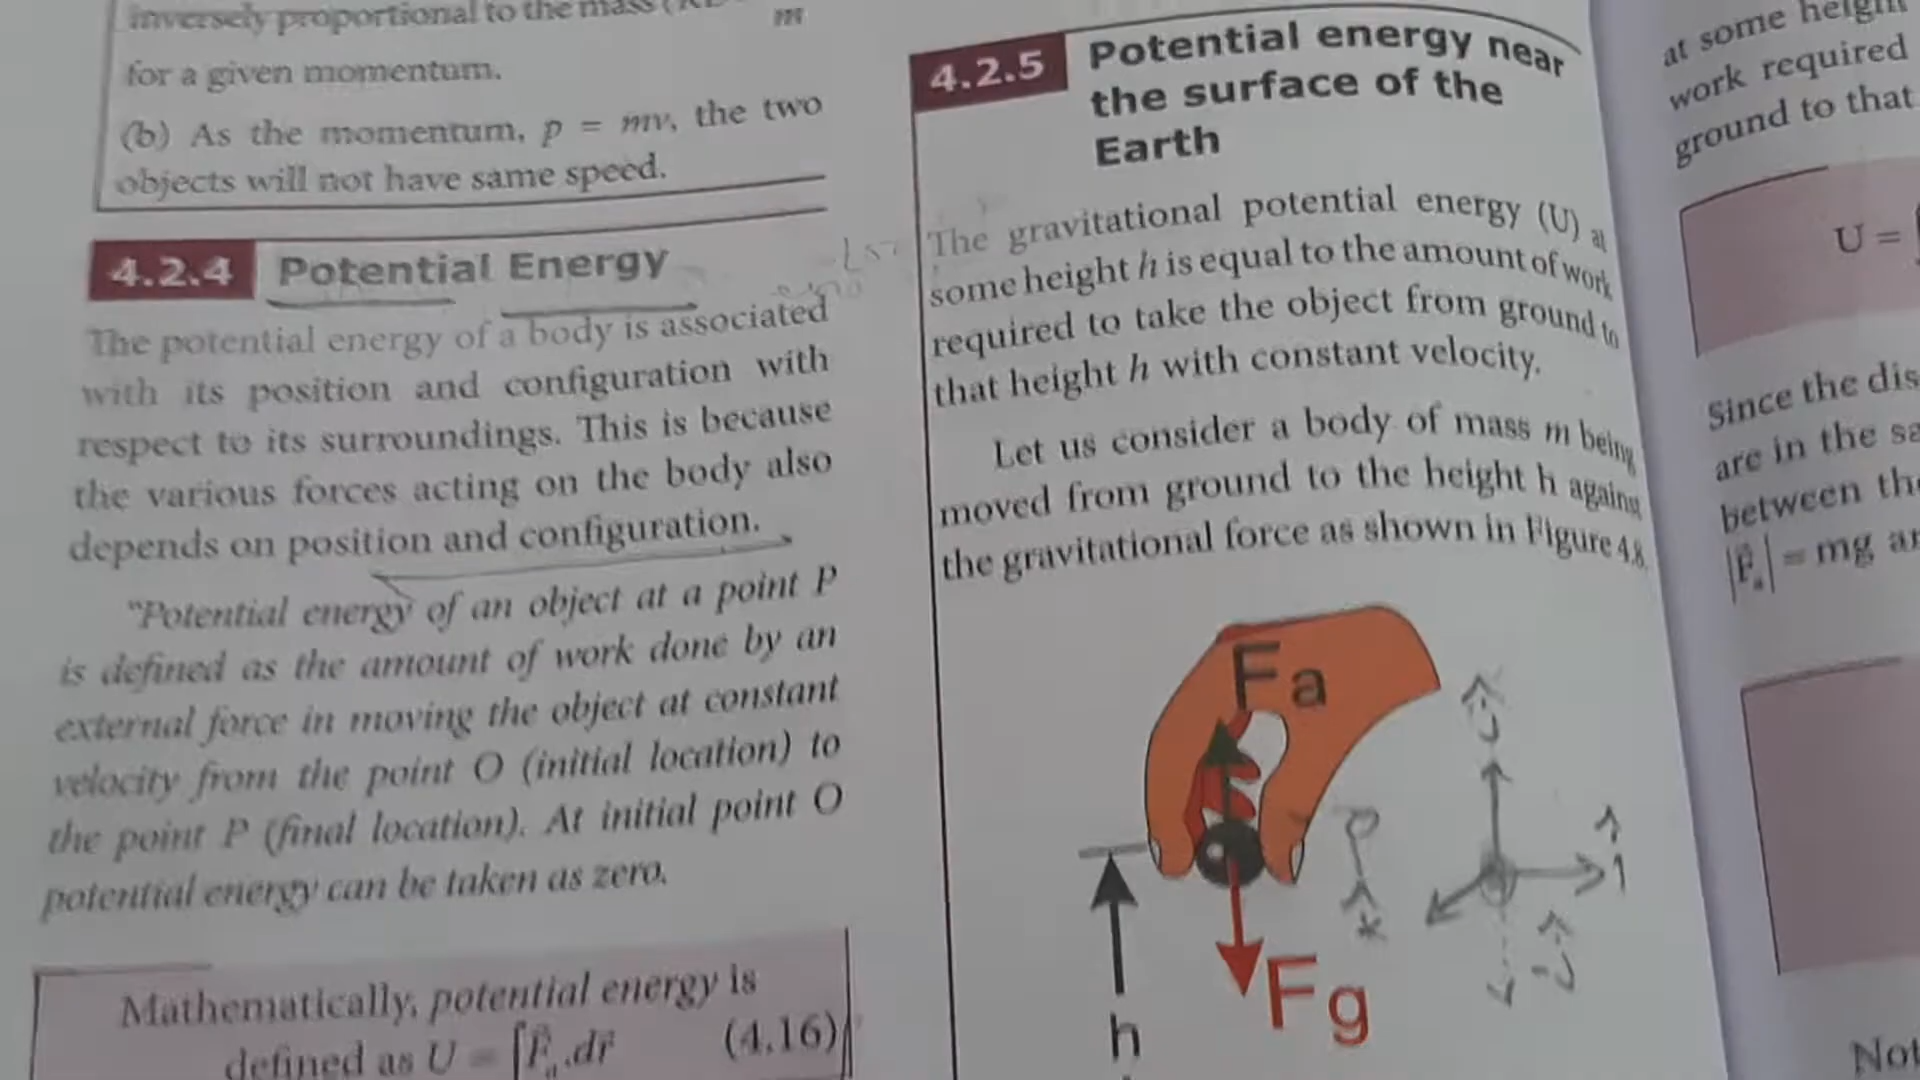 inversely proportional to the mass
m
for a given momentum.
(b) As the momentum, p = mv, the two
objects will not have same speed.
4.2.4 Potential Energy
The potential energy of a body is associated
with its position and configuration with
respect to its surroundings. This is because
the various forces acting on the body also
depends on position and configuration.
"Potential energy of an object at a point P
is defined as the amount of work done by an
external force in moving the object at constant
velocity from the point O (initial location) to
the point P (final location). At initial point O
potential energy can be taken as zero.
Mathematically, potential energy is
defined as U = ∫F⃗ₐ.dr⃗ (4.16)
4.2.5 Potential energy near
the surface of the
Earth
The gravitational potential energy (U) at
some height h is equal to the amount of work
required to take the object from ground to
that height h with constant velocity.
Let us consider a body of mass m being
moved from ground to the height h against
the gravitational force as shown in Figure 4.8
Fa
Fg
h
at some height
work required
ground to that
U =
Since the dis
are in the sa
between the
|F⃗ₐ| = mg an
Not